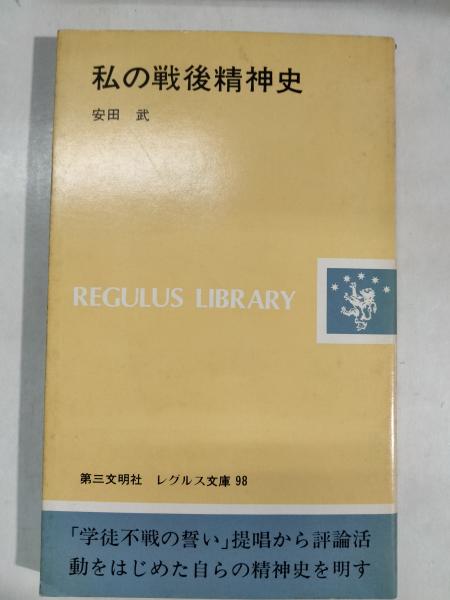 私の戦後精神史
安田 武
REGULUS LIBRARY
第三文明社 レグルス文庫 98
「学徒不戦の誓い」提唱から評論活
動をはじめた自らの精神史を明す